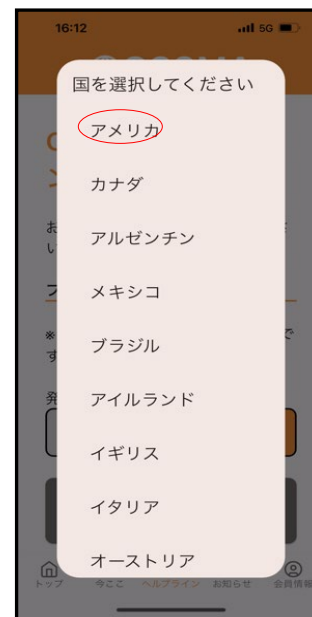 16:12
5G
国を選択してください
アメリカ
カナダ
アルゼンチン
メキシコ
ブラジル
アイルランド
イギリス
イタリア
オーストリア
トップ 今ここ ヘルプライン お知らせ 会員情報